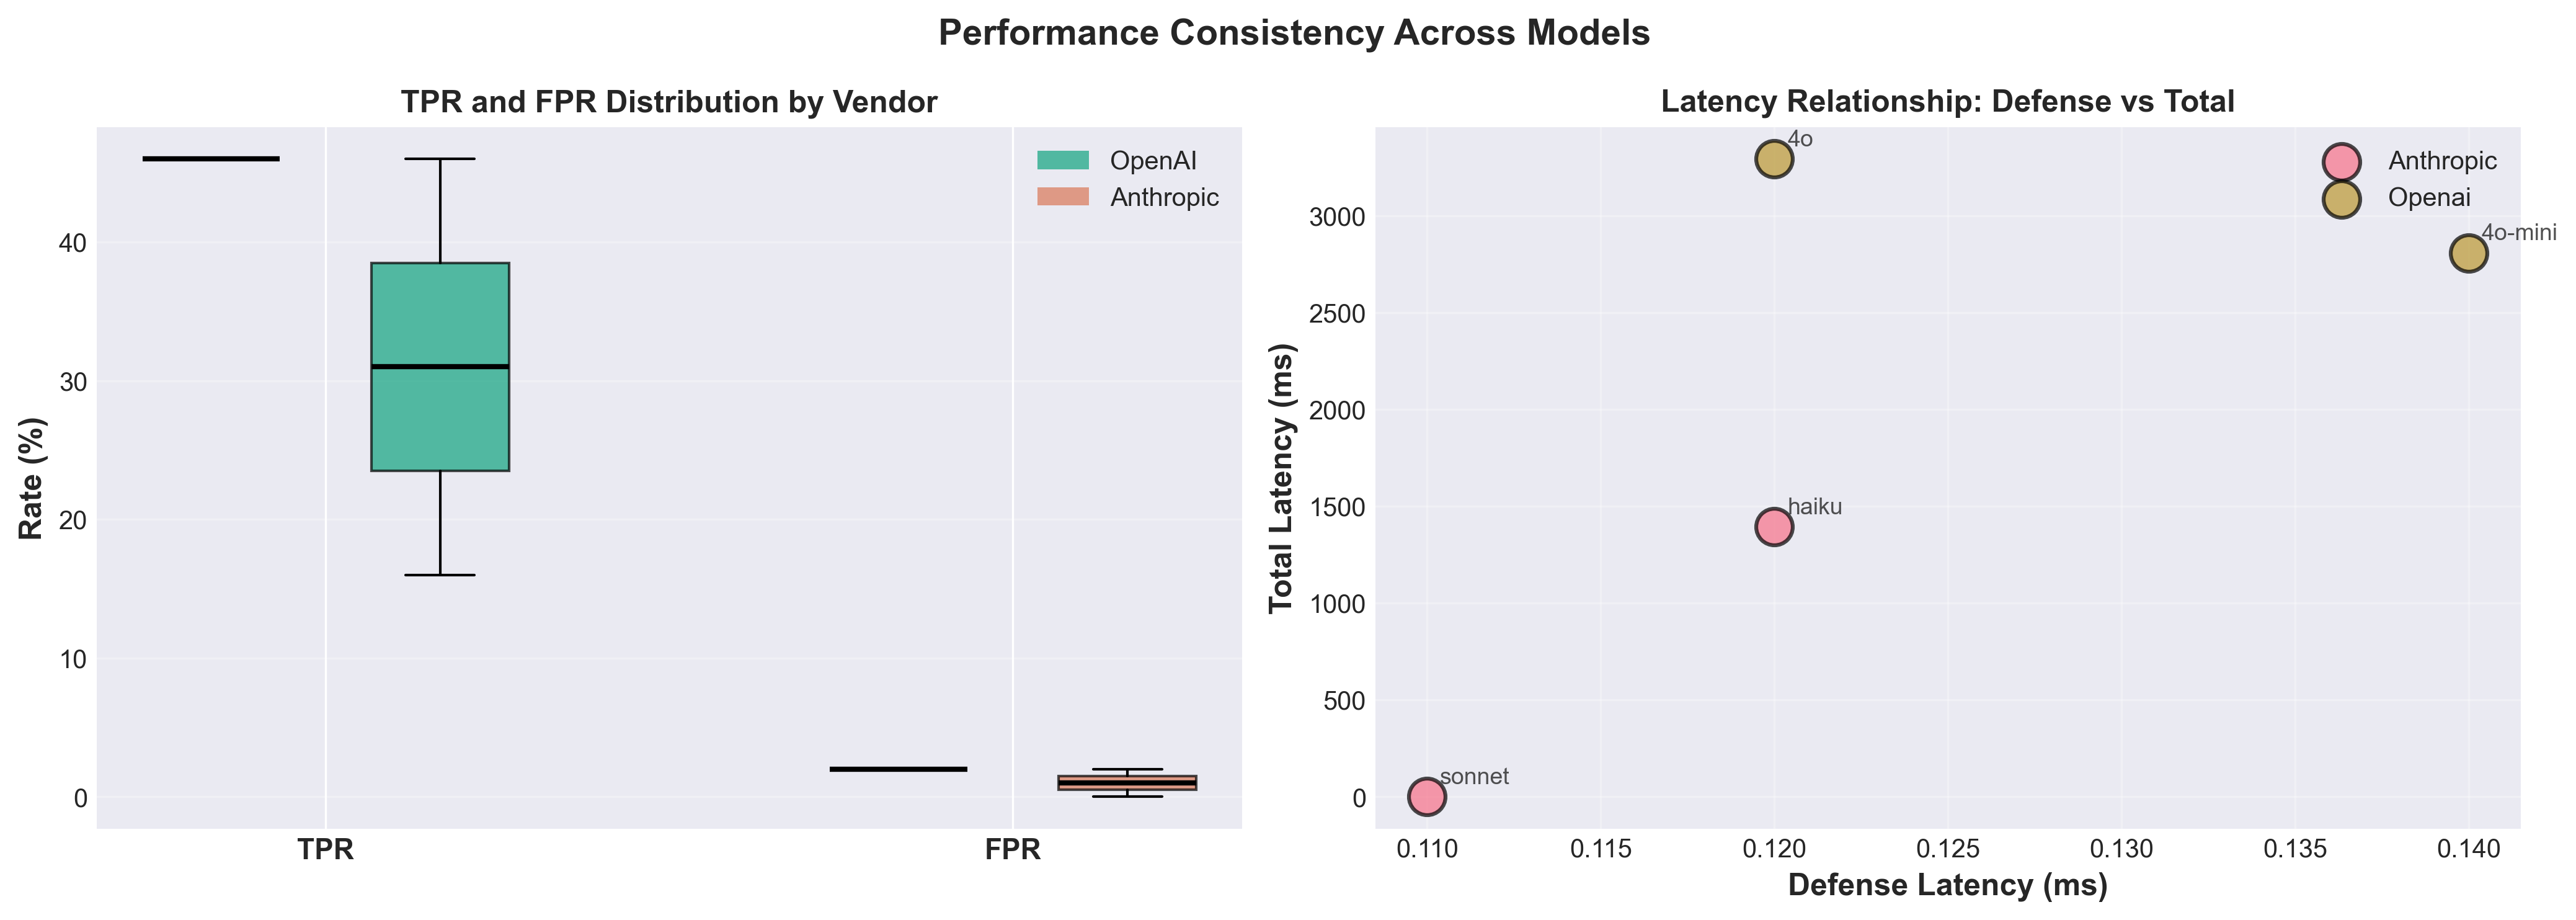 Performance Consistency Across Models
TPR and FPR Distribution by Vendor
Rate (%)
40
30
20
10
0
TPR
FPR
OpenAI
Anthropic
Latency Relationship: Defense vs Total
Total Latency (ms)
3000
2500
2000
1500
1000
500
0
4o
4o-mini
haiku
sonnet
Anthropic
Openai
0.110
0.115
0.120
0.125
0.130
0.135
0.140
Defense Latency (ms)